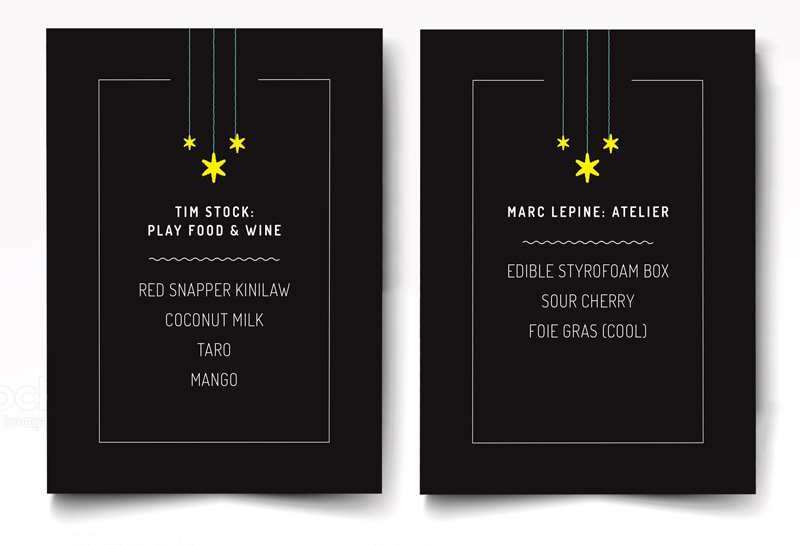 TIM STOCK:
PLAY FOOD & WINE
RED SNAPPER KINILAW
COCONUT MILK
TARO
MANGO
MARC LEPINE: ATELIER
EDIBLE STYROFOAM BOX
SOUR CHERRY
FOIE GRAS (COOL)